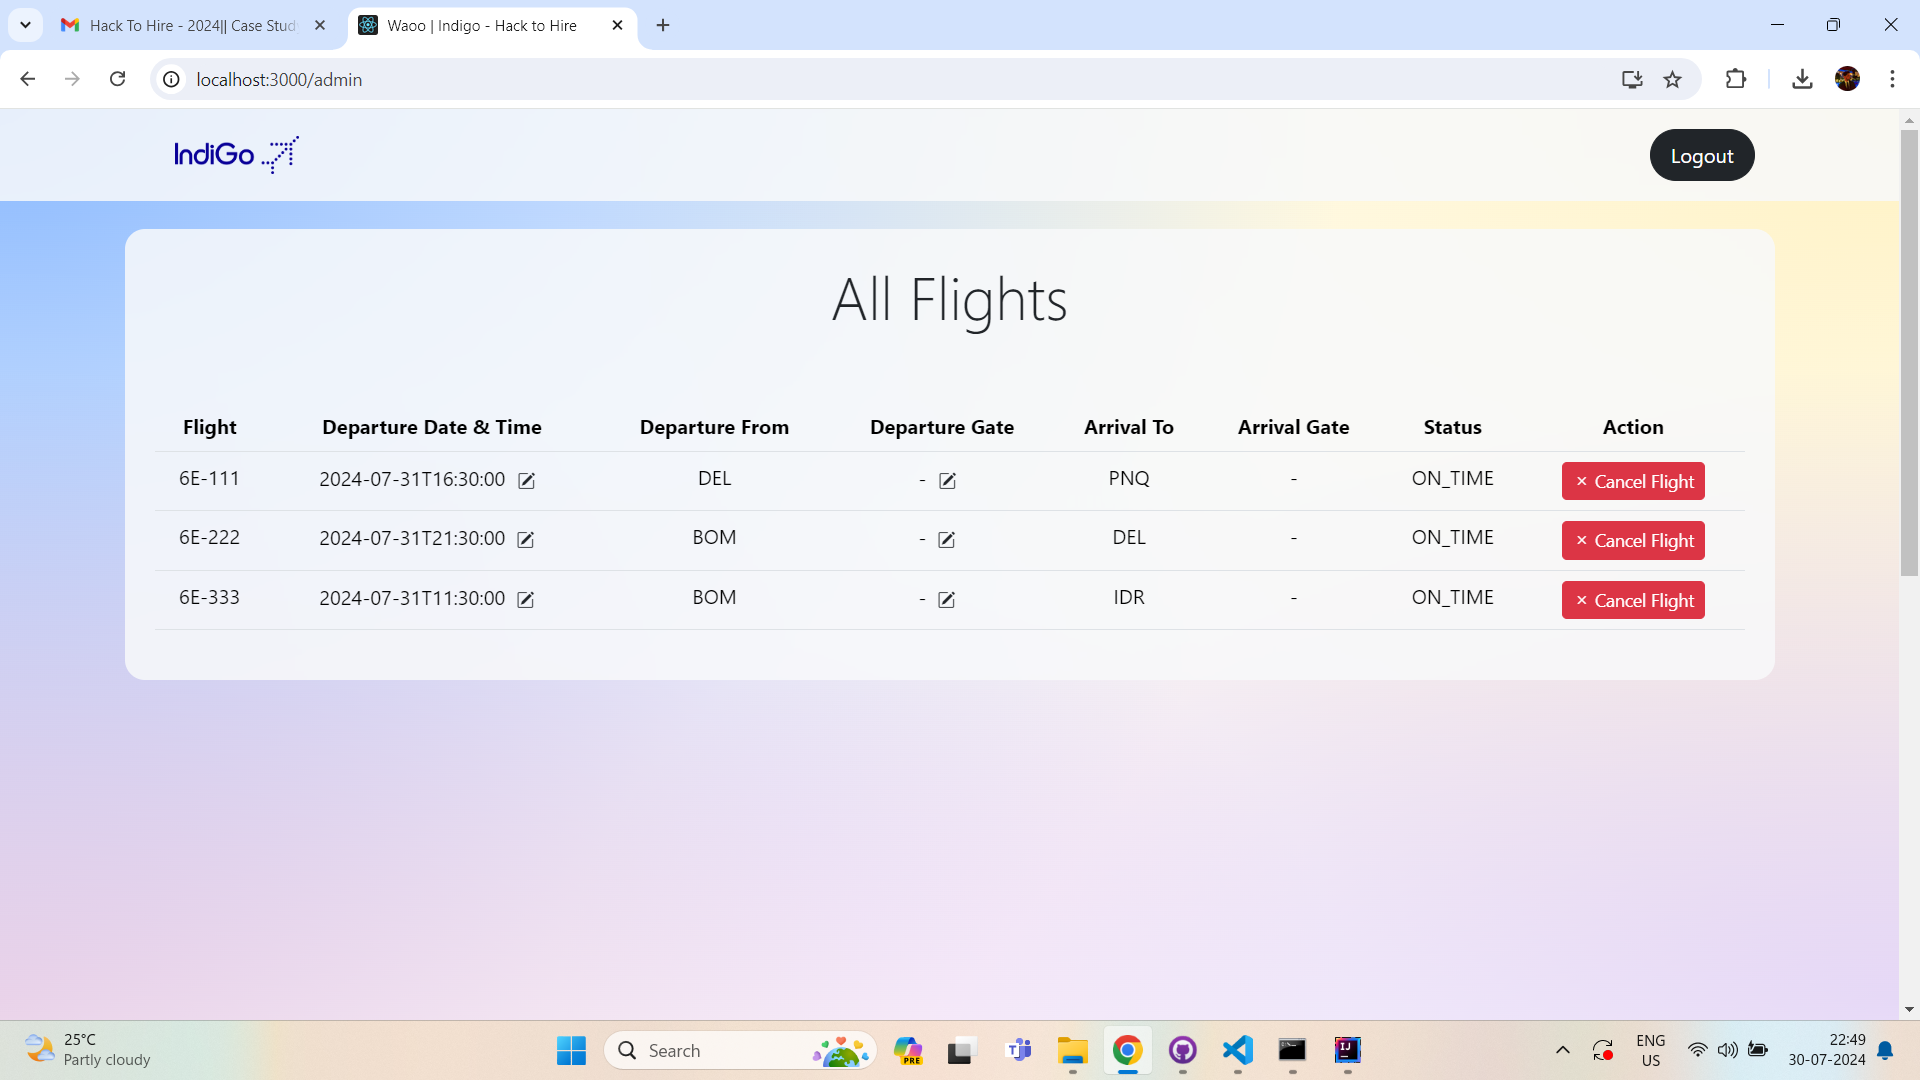 Hack To Hire - 2024|| Case Stud
Waoo | Indigo - Hack to Hire
localhost:3000/admin
IndiGo
Logout
All Flights
Flight Departure Date & Time Departure From Departure Gate Arrival To Arrival Gate Status Action
6E-111 2024-07-31T16:30:00 DEL - PNQ - ON_TIME × Cancel Flight
6E-222 2024-07-31T21:30:00 BOM - DEL - ON_TIME × Cancel Flight
6E-333 2024-07-31T11:30:00 BOM - IDR - ON_TIME × Cancel Flight
25°C
Partly cloudy
Search
PRE
IJ
ENG
US
22:49
30-07-2024